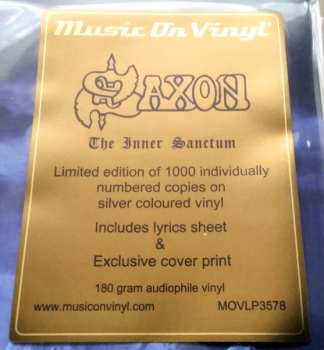 Music On Vinyl
SAXON
The Inner Sanctum
Limited edition of 1000 individually
numbered copies on
silver coloured vinyl
Includes lyrics sheet
&
Exclusive cover print
180 gram audiophile vinyl
www.musiconvinyl.com MOVLP3578